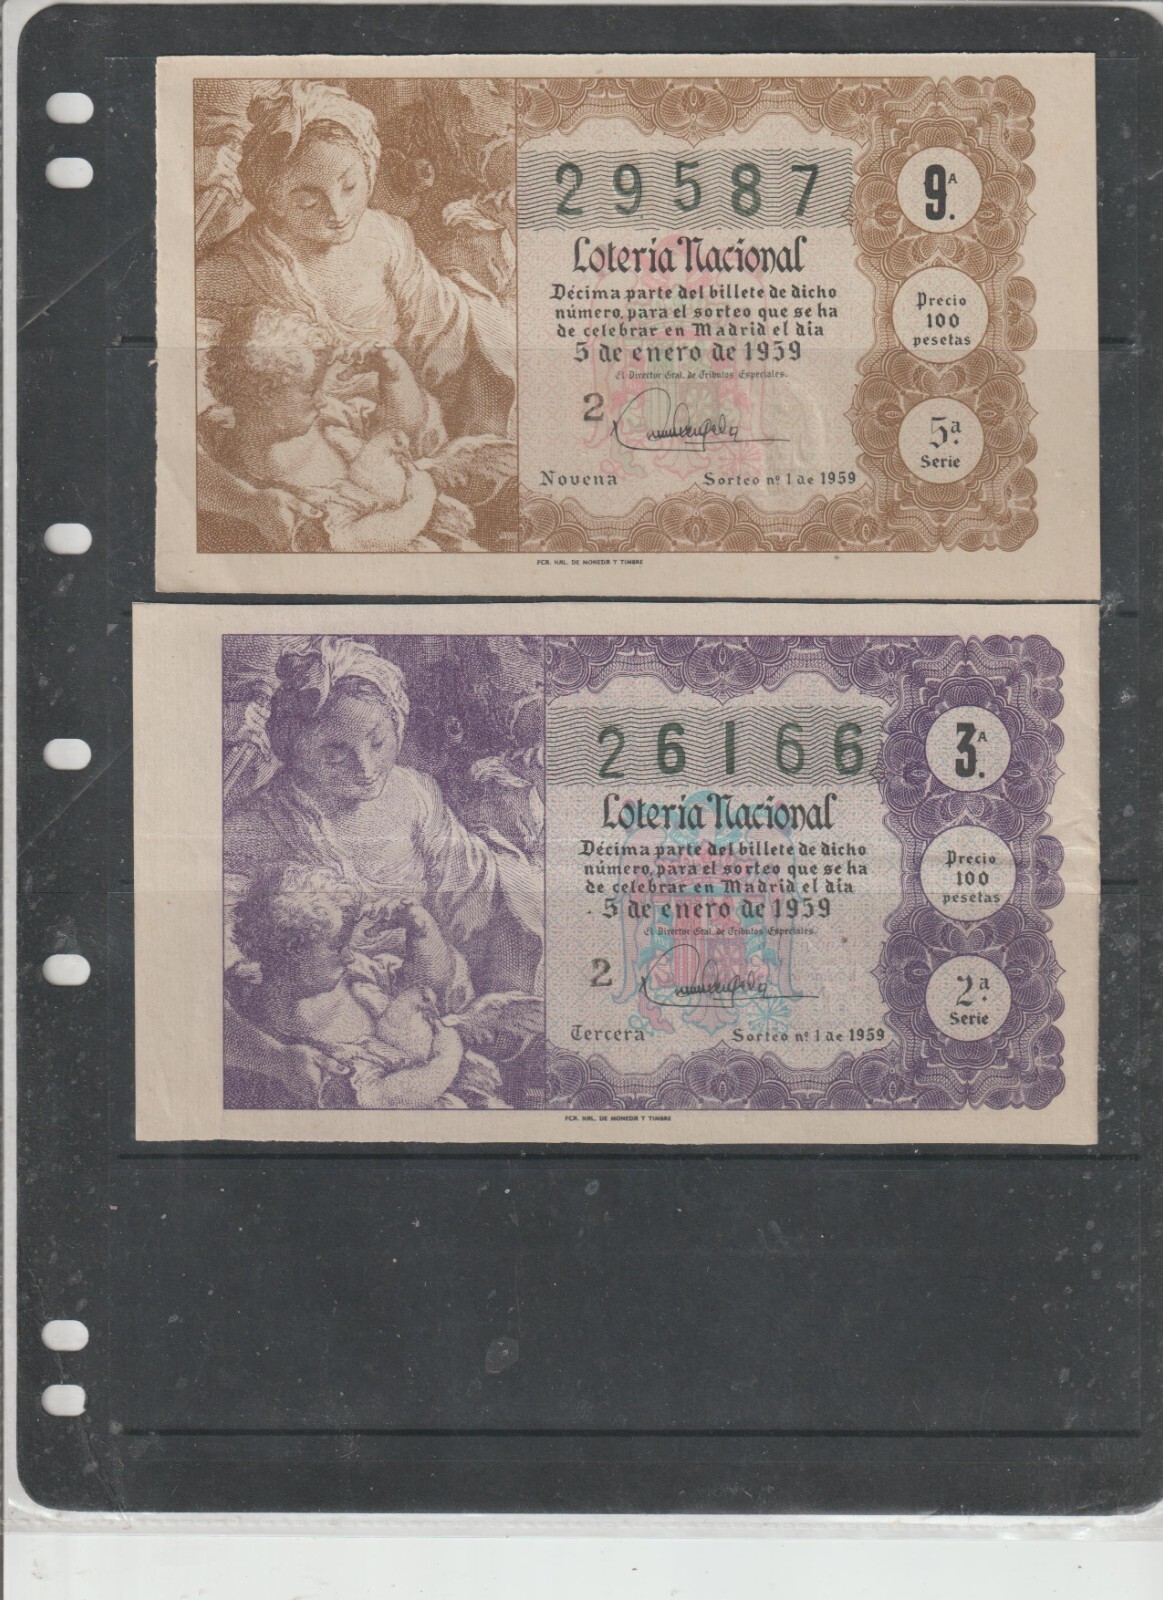 29587
9.A
Lotería Nacional
Décima parte del billete de dicho
número, para el sorteo que se ha
de celebrar en Madrid el día
5 de enero de 1959
El Director Gral. de Tributos Especiales.
Precio
100
pesetas
2
5ª.
Serie
Novena
Sorteo nº 1 de 1959
FCA. NAL. DE MONEDA Y TIMBRE
26166
3.A
Lotería Nacional
Décima parte del billete de dicho
número, para el sorteo que se ha
de celebrar en Madrid el día
5 de enero de 1959
El Director Gral. de Tributos Especiales.
Precio
100
pesetas
2
2ª.
Serie
Tercera
Sorteo nº 1 de 1959
FCA. NAL. DE MONEDA Y TIMBRE